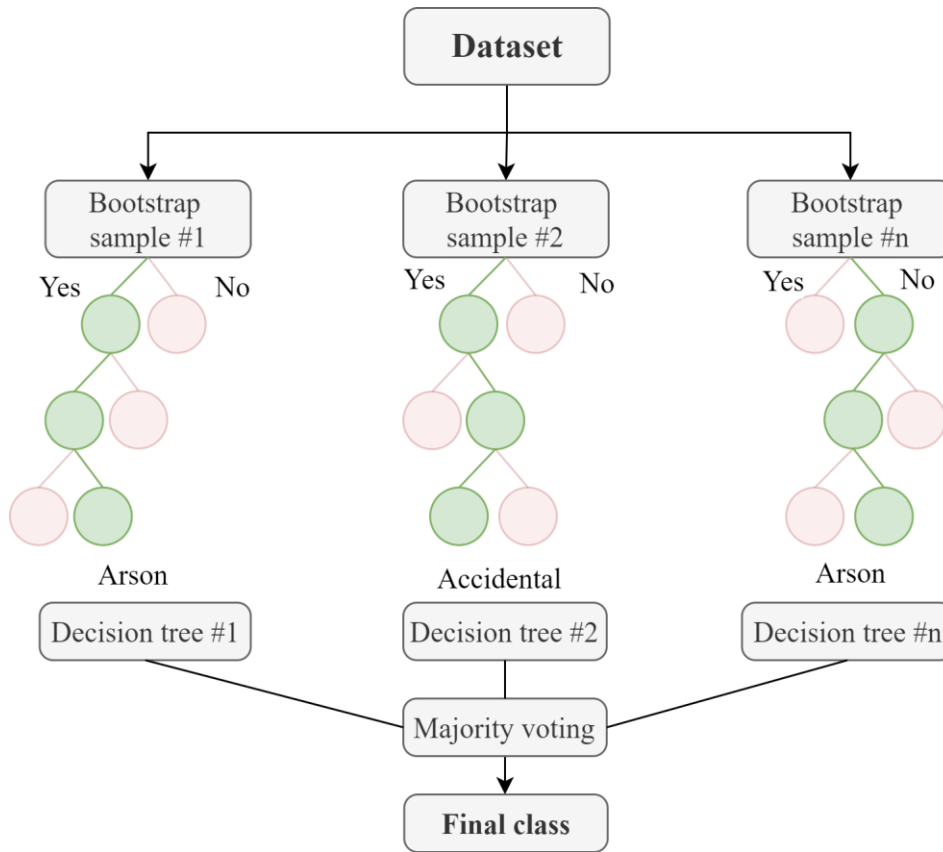 Dataset
Bootstrap
sample #1
Bootstrap
sample #2
Bootstrap
sample #n
Yes
No
Yes
No
Yes
No
Arson
Accidental
Arson
Decision tree #1
Decision tree #2
Decision tree #n
Majority voting
Final class